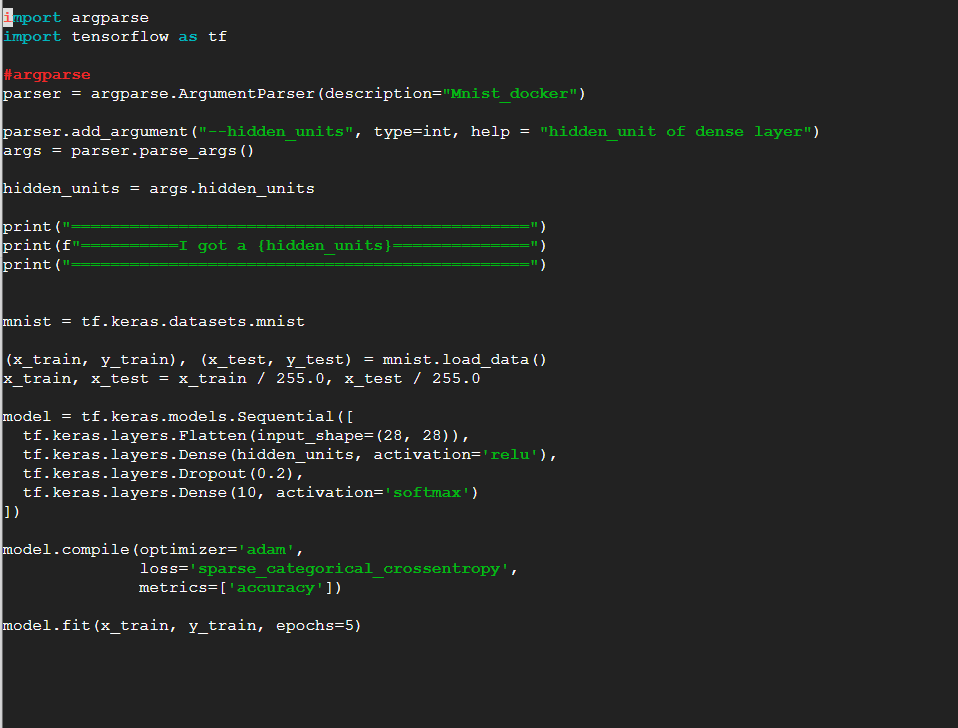 import argparse
import tensorflow as tf
#argparse
parser = argparse.ArgumentParser(description="Mnist_docker")
parser.add_argument("--hidden_units", type=int, help = "hidden_unit of dense layer")
args = parser.parse_args()
hidden_units = args.hidden_units
print("===============================================")
print(f"==========I got a {hidden_units}==============")
print("===============================================")
mnist = tf.keras.datasets.mnist
(x_train, y_train), (x_test, y_test) = mnist.load_data()
x_train, x_test = x_train / 255.0, x_test / 255.0
model = tf.keras.models.Sequential([
  tf.keras.layers.Flatten(input_shape=(28, 28)),
  tf.keras.layers.Dense(hidden_units, activation='relu'),
  tf.keras.layers.Dropout(0.2),
  tf.keras.layers.Dense(10, activation='softmax')
])
model.compile(optimizer='adam',
              loss='sparse_categorical_crossentropy',
              metrics=['accuracy'])
model.fit(x_train, y_train, epochs=5)